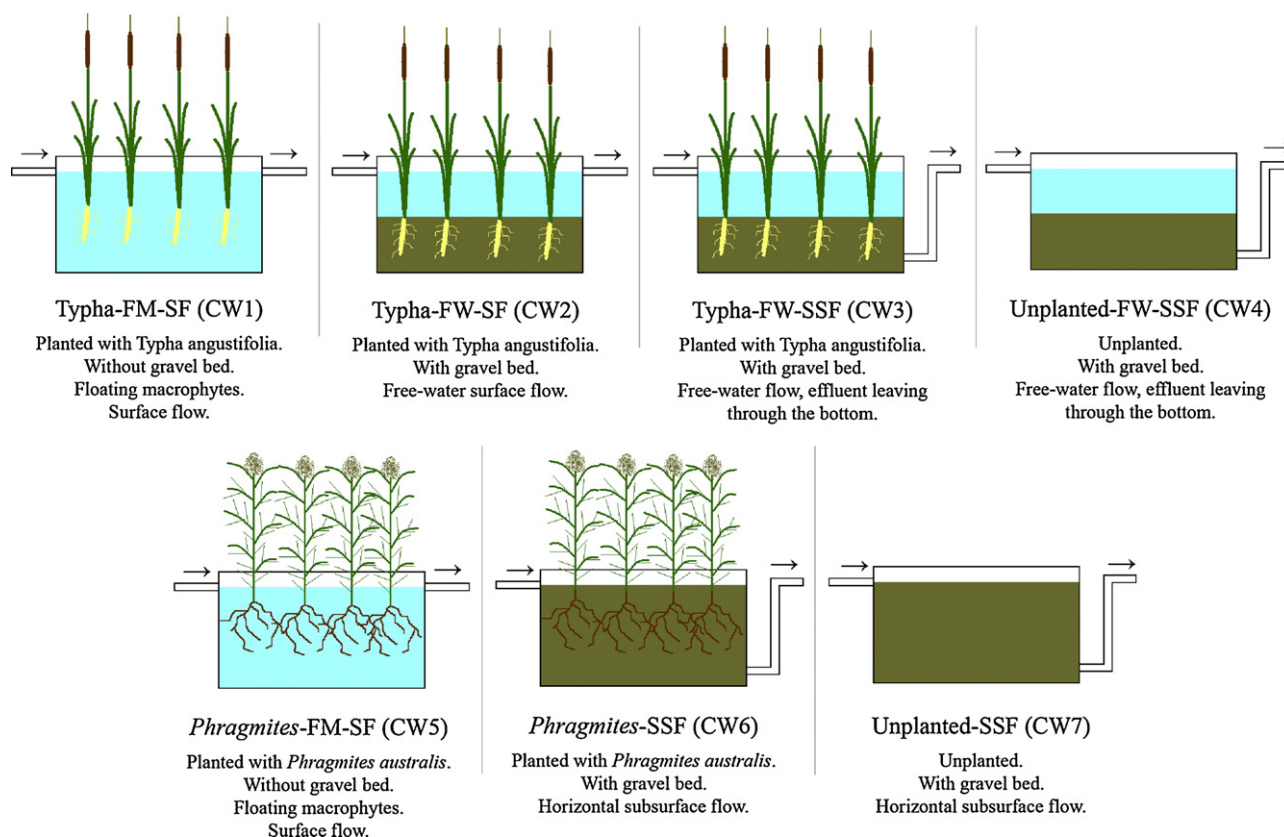 Typha-FM-SF (CW1)
Planted with Typha angustifolia.
Without gravel bed.
Floating macrophytes.
Surface flow.
Typha-FW-SF (CW2)
Planted with Typha angustifolia.
With gravel bed.
Free-water surface flow.
Typha-FW-SSF (CW3)
Planted with Typha angustifolia.
With gravel bed.
Free-water flow, effluent leaving
through the bottom.
Unplanted-FW-SSF (CW4)
Unplanted.
With gravel bed.
Free-water flow, effluent leaving
through the bottom.
Phragmites-FM-SF (CW5)
Planted with Phragmites australis.
Without gravel bed.
Floating macrophytes.
Surface flow.
Phragmites-SSF (CW6)
Planted with Phragmites australis.
With gravel bed.
Horizontal subsurface flow.
Unplanted-SSF (CW7)
Unplanted.
With gravel bed.
Horizontal subsurface flow.